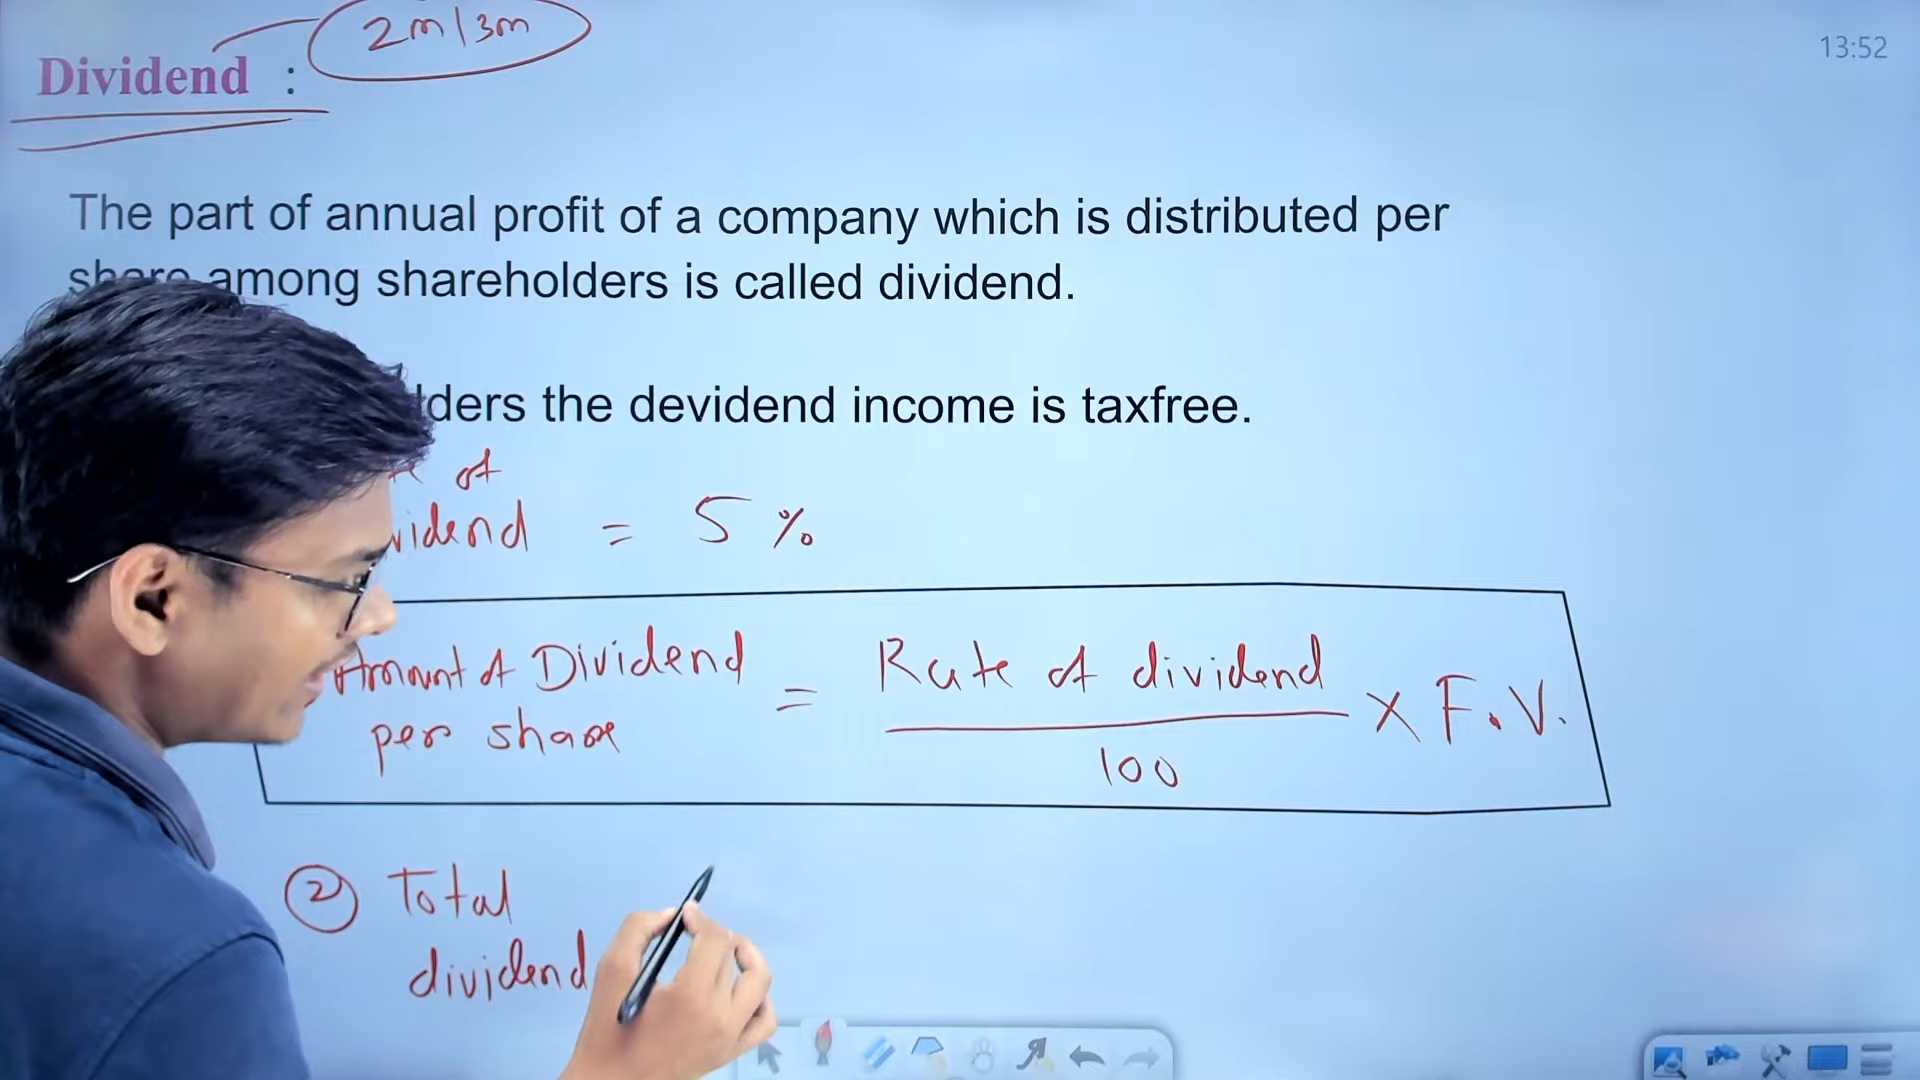 2m/3m
13:52
Dividend :
The part of annual profit of a company which is distributed per
share among shareholders is called dividend.
the devidend income is taxfree.
of
= 5 %
Amount of Dividend
per share
= Rate of dividend
100
× F.V.
② Total
dividend